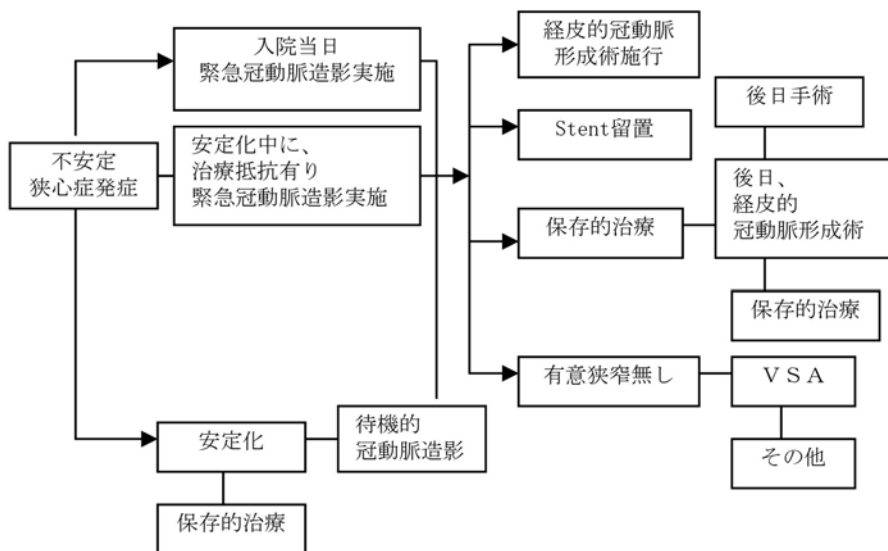 入院当日
緊急冠動脈造影実施
経皮的冠動脈
形成術施行
後日手術
安定化中に、
治療抵抗有り
緊急冠動脈造影実施
Stent留置
不安定
狭心症発症
後日、
経皮的
冠動脈形成術
保存的治療
保存的治療
有意狭窄無し
ＶＳＡ
待機的
冠動脈造影
安定化
その他
保存的治療